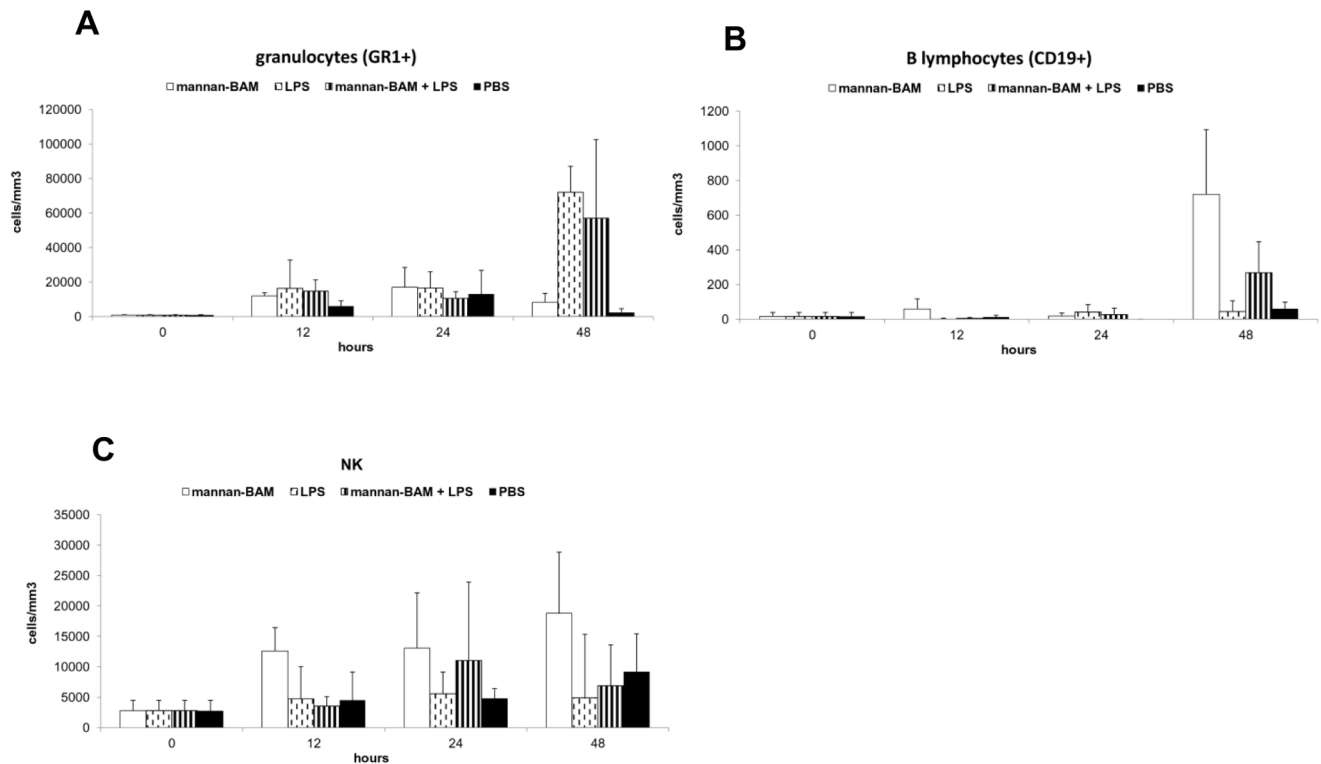 A
granulocytes (GR1+)
mannan-BAM LPS mannan-BAM + LPS PBS
120000
100000
80000
60000
40000
20000
0
cells/mm3
0 12 24 48
hours
B
B lymphocytes (CD19+)
mannan-BAM LPS mannan-BAM + LPS PBS
1200
1000
800
600
400
200
0
cells/mm3
0 12 24 48
hours
C
NK
mannan-BAM LPS mannan-BAM + LPS PBS
35000
30000
25000
20000
15000
10000
5000
0
cells/mm3
0 12 24 48
hours